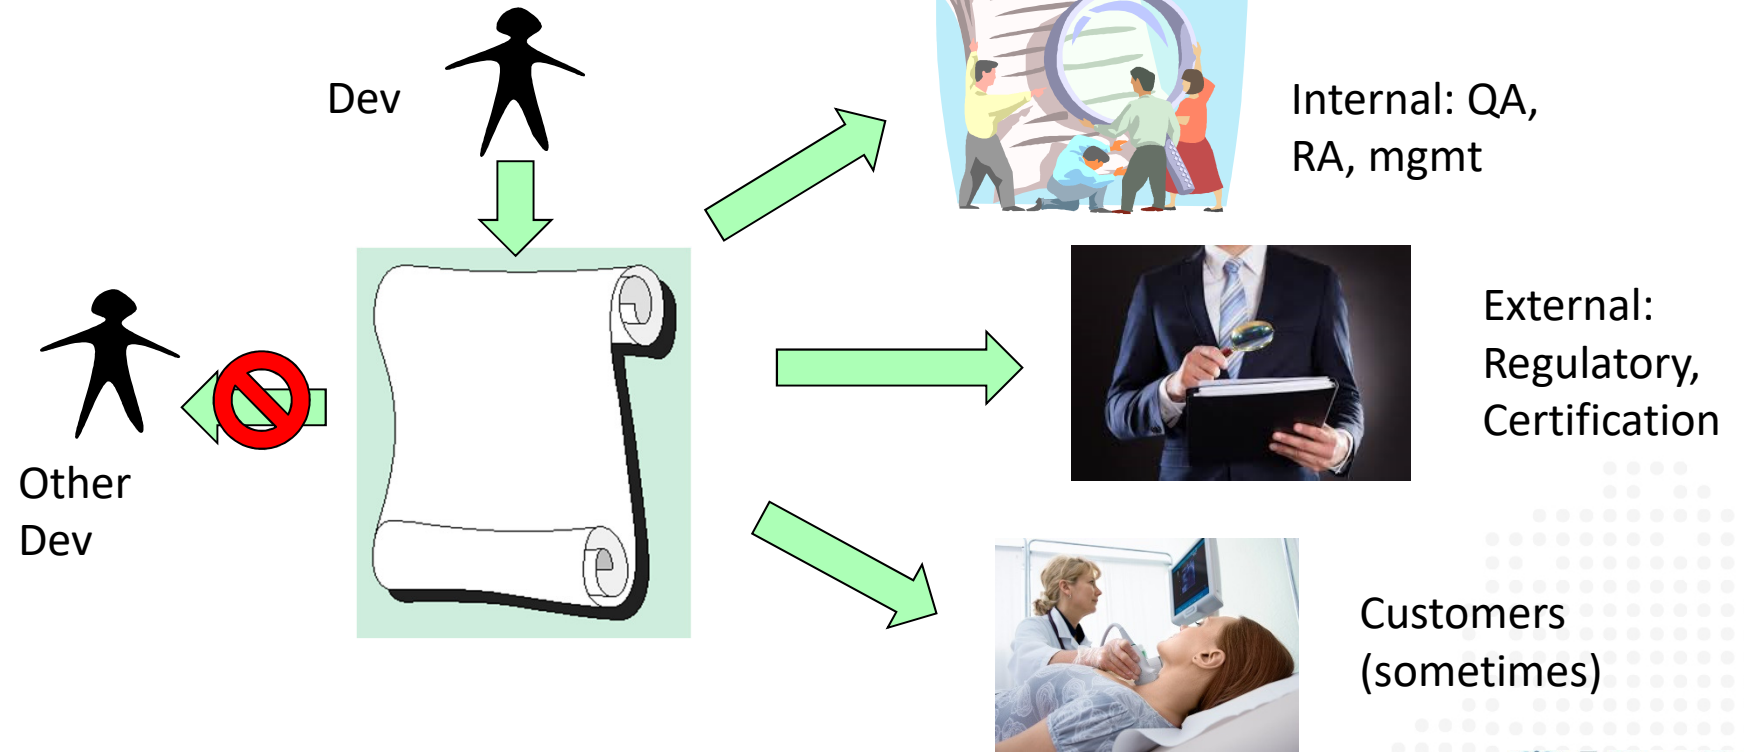 Dev
Internal: QA,
RA, mgmt
External:
Regulatory,
Certification
Other
Dev
Customers
(sometimes)